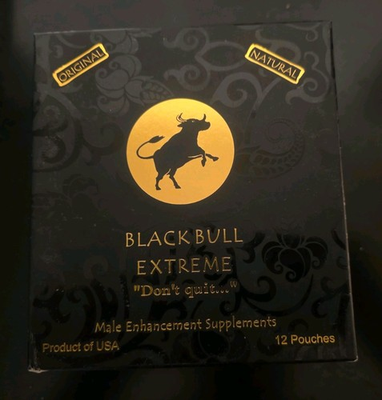 ORIGINAL
NATURAL
BLACK BULL
EXTREME
"Don't quit..."
Male Enhancement Supplements
Product of USA
12 Pouches